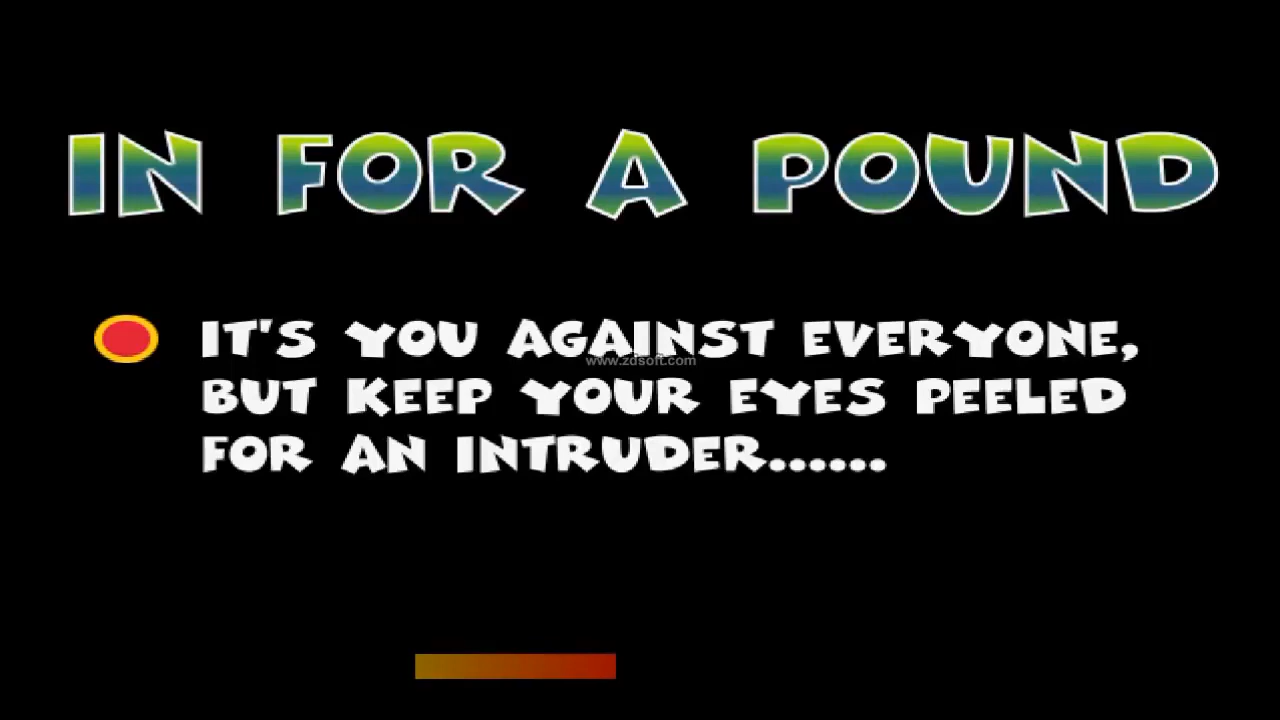 IN FOR A POUND
IT'S YOU AGAINST EVERYONE,
www.zdsoft.com
BUT KEEP YOUR EYES PEELED
FOR AN INTRUDER......